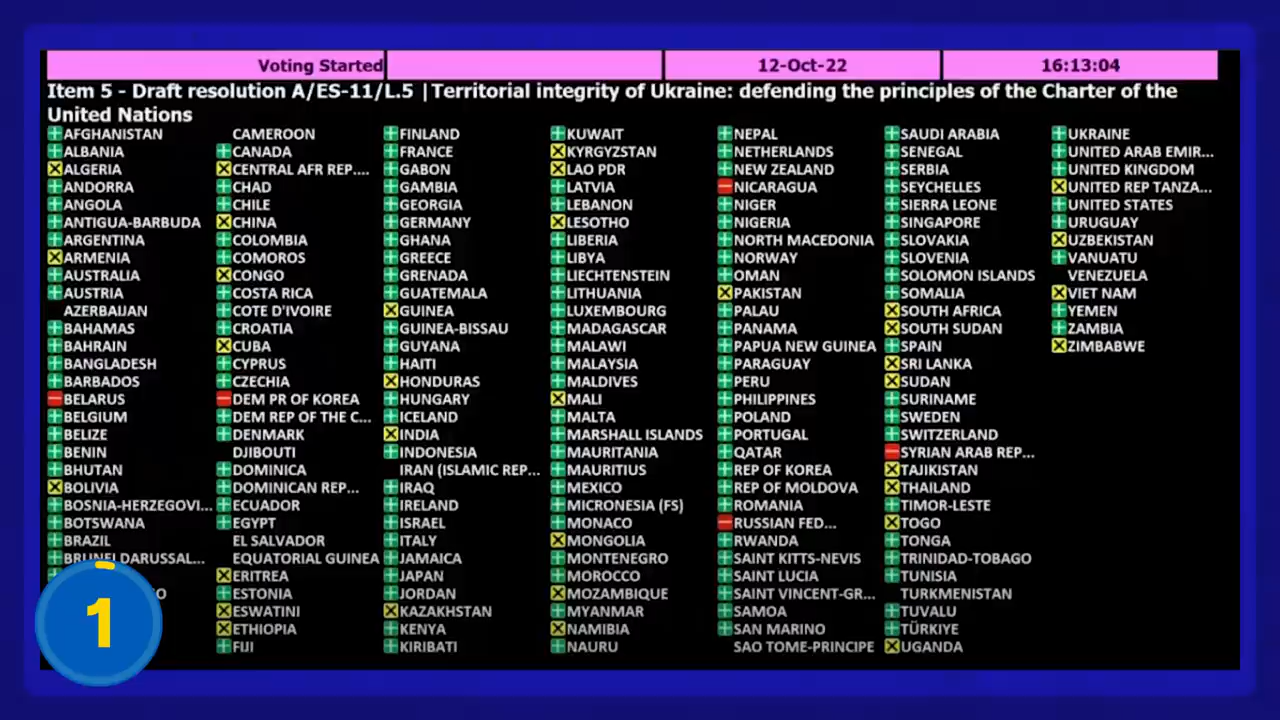 Voting Started 12-Oct-22 16:13:04
Item 5 - Draft resolution A/ES-11/L.5 | Territorial integrity of Ukraine: defending the principles of the Charter of the
United Nations
AFGHANISTAN
ALBANIA
ALGERIA
ANDORRA
ANGOLA
ANTIGUA-BARBUDA
ARGENTINA
ARMENIA
AUSTRALIA
AUSTRIA
AZERBAIJAN
BAHAMAS
BAHRAIN
BANGLADESH
BARBADOS
BELARUS
BELGIUM
BELIZE
BENIN
BHUTAN
BOLIVIA
BOSNIA-HERZEGOVI...
BOTSWANA
BRAZIL
BRUNEI DARUSSAL...
1
CAMEROON
CANADA
CENTRAL AFR REP....
CHAD
CHILE
CHINA
COLOMBIA
COMOROS
CONGO
COSTA RICA
COTE D'IVOIRE
CROATIA
CUBA
CYPRUS
CZECHIA
DEM PR OF KOREA
DEM REP OF THE C...
DENMARK
DJIBOUTI
DOMINICA
DOMINICAN REP...
ECUADOR
EGYPT
EL SALVADOR
EQUATORIAL GUINEA
ERITREA
ESTONIA
ESWATINI
ETHIOPIA
FIJI
FINLAND
FRANCE
GABON
GAMBIA
GEORGIA
GERMANY
GHANA
GREECE
GRENADA
GUATEMALA
GUINEA
GUINEA-BISSAU
GUYANA
HAITI
HONDURAS
HUNGARY
ICELAND
INDIA
INDONESIA
IRAN (ISLAMIC REP...
IRAQ
IRELAND
ISRAEL
ITALY
JAMAICA
JAPAN
JORDAN
KAZAKHSTAN
KENYA
KIRIBATI
KUWAIT
KYRGYZSTAN
LAO PDR
LATVIA
LEBANON
LESOTHO
LIBERIA
LIBYA
LIECHTENSTEIN
LITHUANIA
LUXEMBOURG
MADAGASCAR
MALAWI
MALAYSIA
MALDIVES
MALI
MALTA
MARSHALL ISLANDS
MAURITANIA
MAURITIUS
MEXICO
MICRONESIA (FS)
MONACO
MONGOLIA
MONTENEGRO
MOROCCO
MOZAMBIQUE
MYANMAR
NAMIBIA
NAURU
NEPAL
NETHERLANDS
NEW ZEALAND
NICARAGUA
NIGER
NIGERIA
NORTH MACEDONIA
NORWAY
OMAN
PAKISTAN
PALAU
PANAMA
PAPUA NEW GUINEA
PARAGUAY
PERU
PHILIPPINES
POLAND
PORTUGAL
QATAR
REP OF KOREA
REP OF MOLDOVA
ROMANIA
RUSSIAN FED...
RWANDA
SAINT KITTS-NEVIS
SAINT LUCIA
SAINT VINCENT-GR...
SAMOA
SAN MARINO
SAO TOME-PRINCIPE
SAUDI ARABIA
SENEGAL
SERBIA
SEYCHELLES
SIERRA LEONE
SINGAPORE
SLOVAKIA
SLOVENIA
SOLOMON ISLANDS
SOMALIA
SOUTH AFRICA
SOUTH SUDAN
SPAIN
SRI LANKA
SUDAN
SURINAME
SWEDEN
SWITZERLAND
SYRIAN ARAB REP...
TAJIKISTAN
THAILAND
TIMOR-LESTE
TOGO
TONGA
TRINIDAD-TOBAGO
TUNISIA
TURKMENISTAN
TUVALU
TÜRKIYE
UGANDA
UKRAINE
UNITED ARAB EMIR...
UNITED KINGDOM
UNITED REP TANZA...
UNITED STATES
URUGUAY
UZBEKISTAN
VANUATU
VENEZUELA
VIET NAM
YEMEN
ZAMBIA
ZIMBABWE